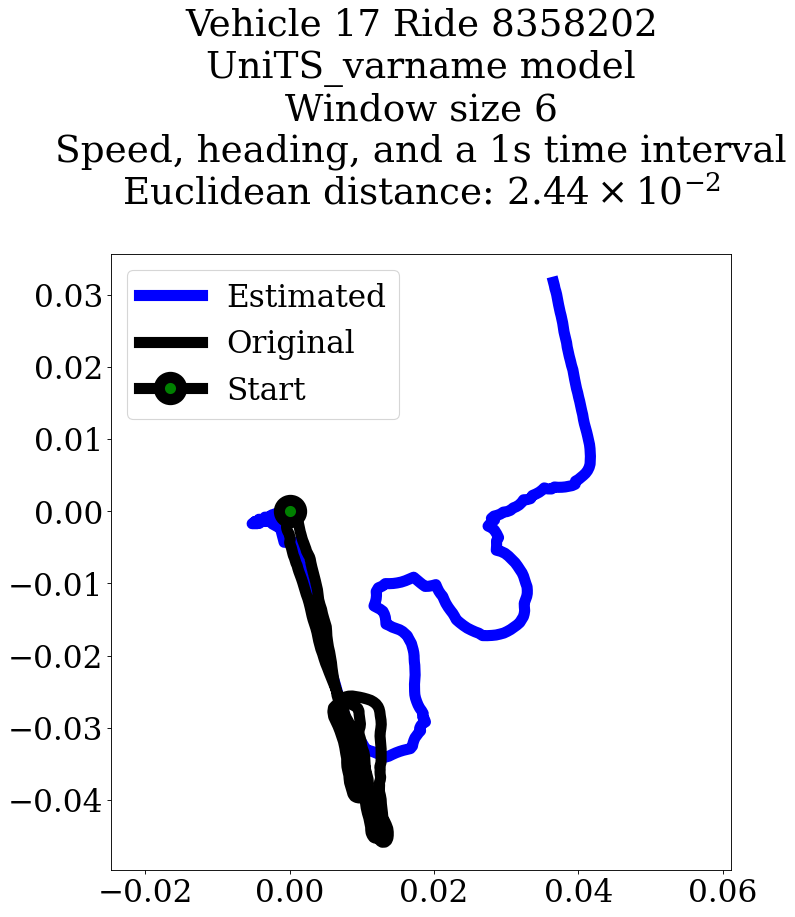 Vehicle 17 Ride 8358202
UniTS_varname model
Window size 6
Speed, heading, and a 1s time interval
Euclidean distance: 2.44 × 10⁻²
Estimated
Original
Start
0.03
0.02
0.01
0.00
−0.01
−0.02
−0.03
−0.04
−0.02 0.00 0.02 0.04 0.06